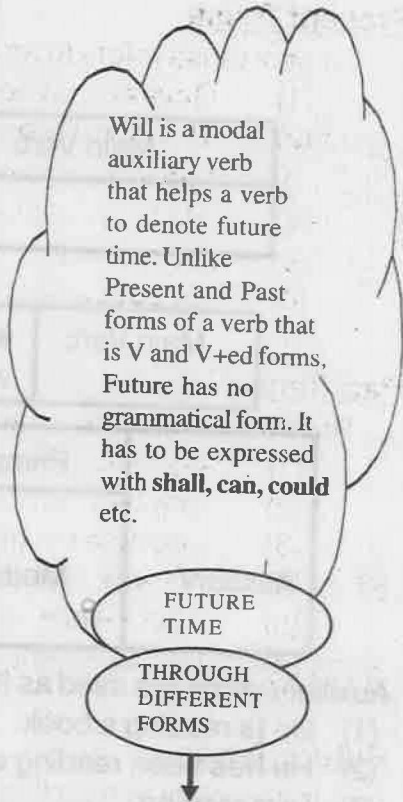 Will is a modal
auxiliary verb
that helps a verb
to denote future
time. Unlike
Present and Past
forms of a verb that
is V and V+ed forms,
Future has no
grammatical form. It
has to be expressed
with shall, can, could
etc.
FUTURE
TIME
THROUGH
DIFFERENT
FORMS